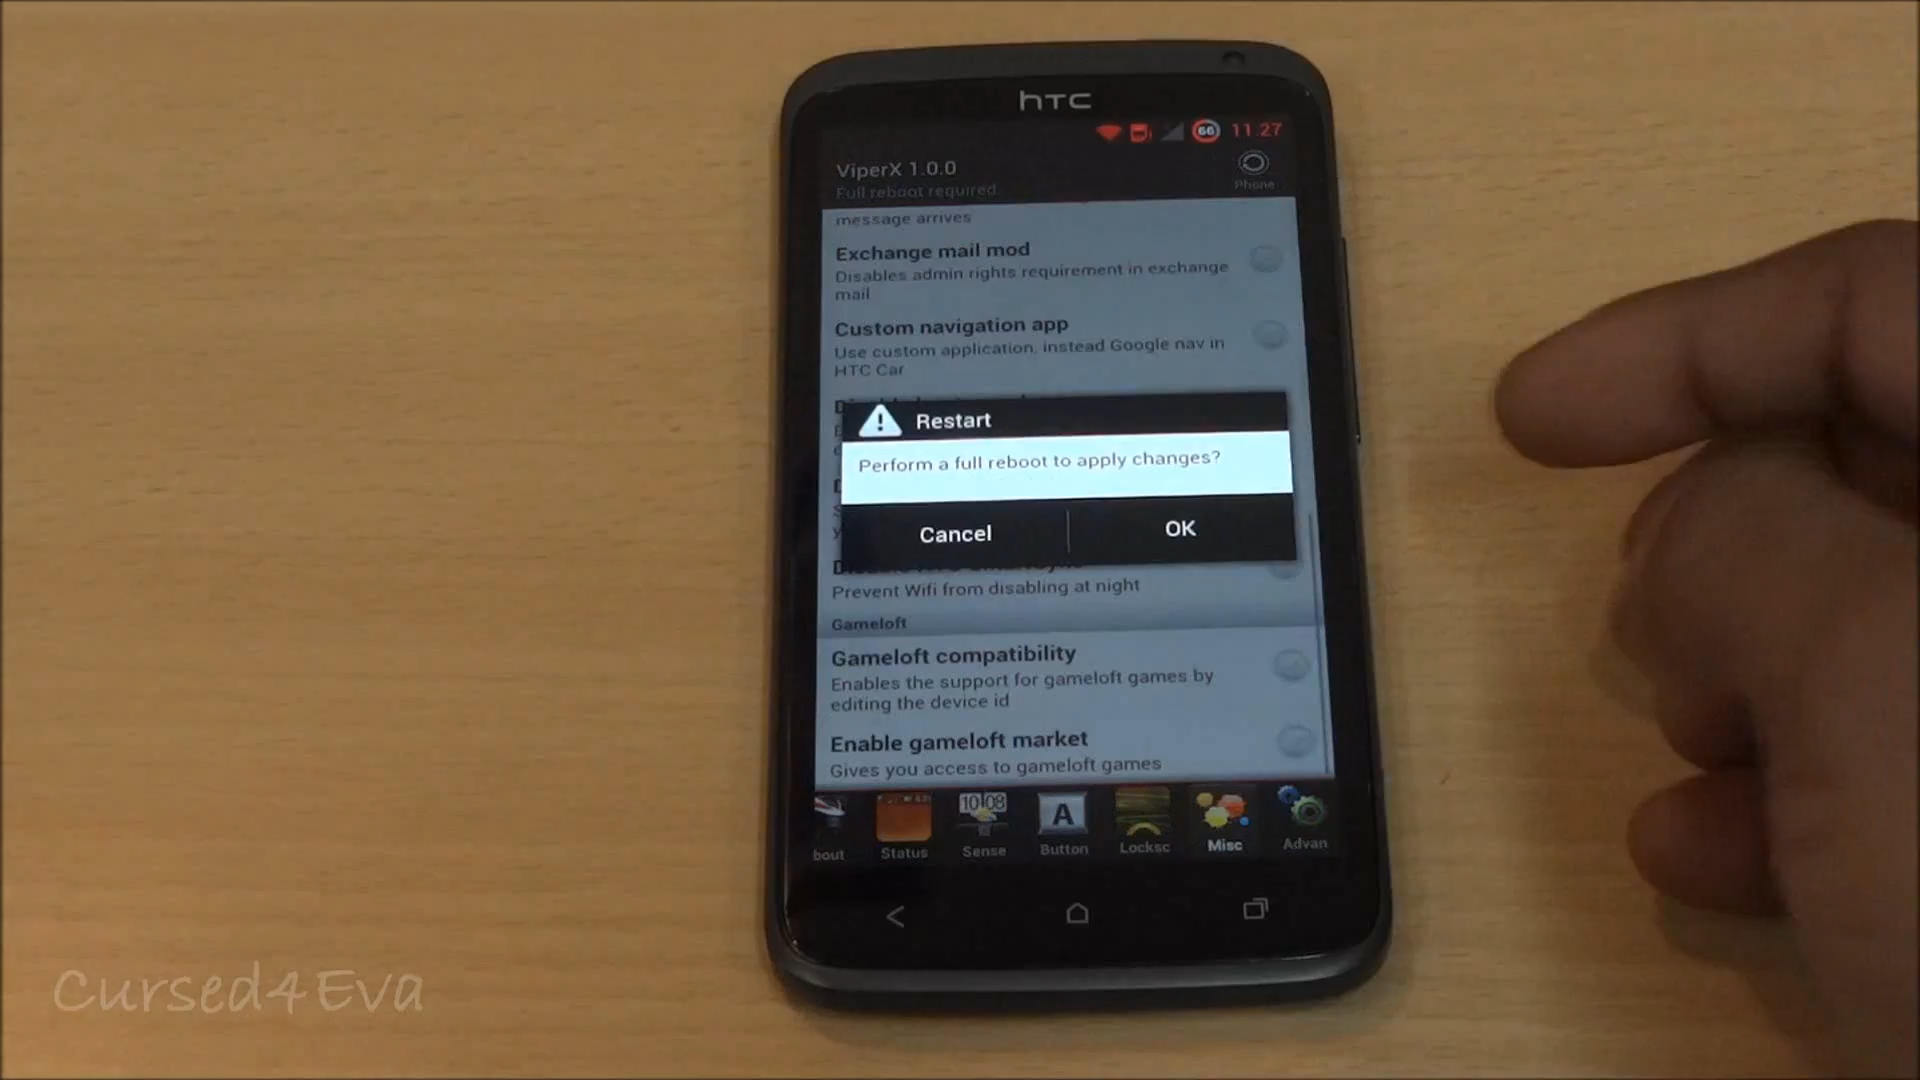 hTC
66 11.27
ViperX 1.0.0
Phone
Full reboot required
message arrives
Exchange mail mod
Disables admin rights requirement in exchange
mail
Custom navigation app
Use custom application, instead Google nav in
HTC Car
Restart
Perform a full reboot to apply changes?
Cancel OK
Prevent Wifi from disabling at night
Gameloft
Gameloft compatibility
Enables the support for gameloft games by
editing the device id
Enable gameloft market
Gives you access to gameloft games
10 08
A
bout Status Sense Button Locksc Misc Advan
Cursed4Eva